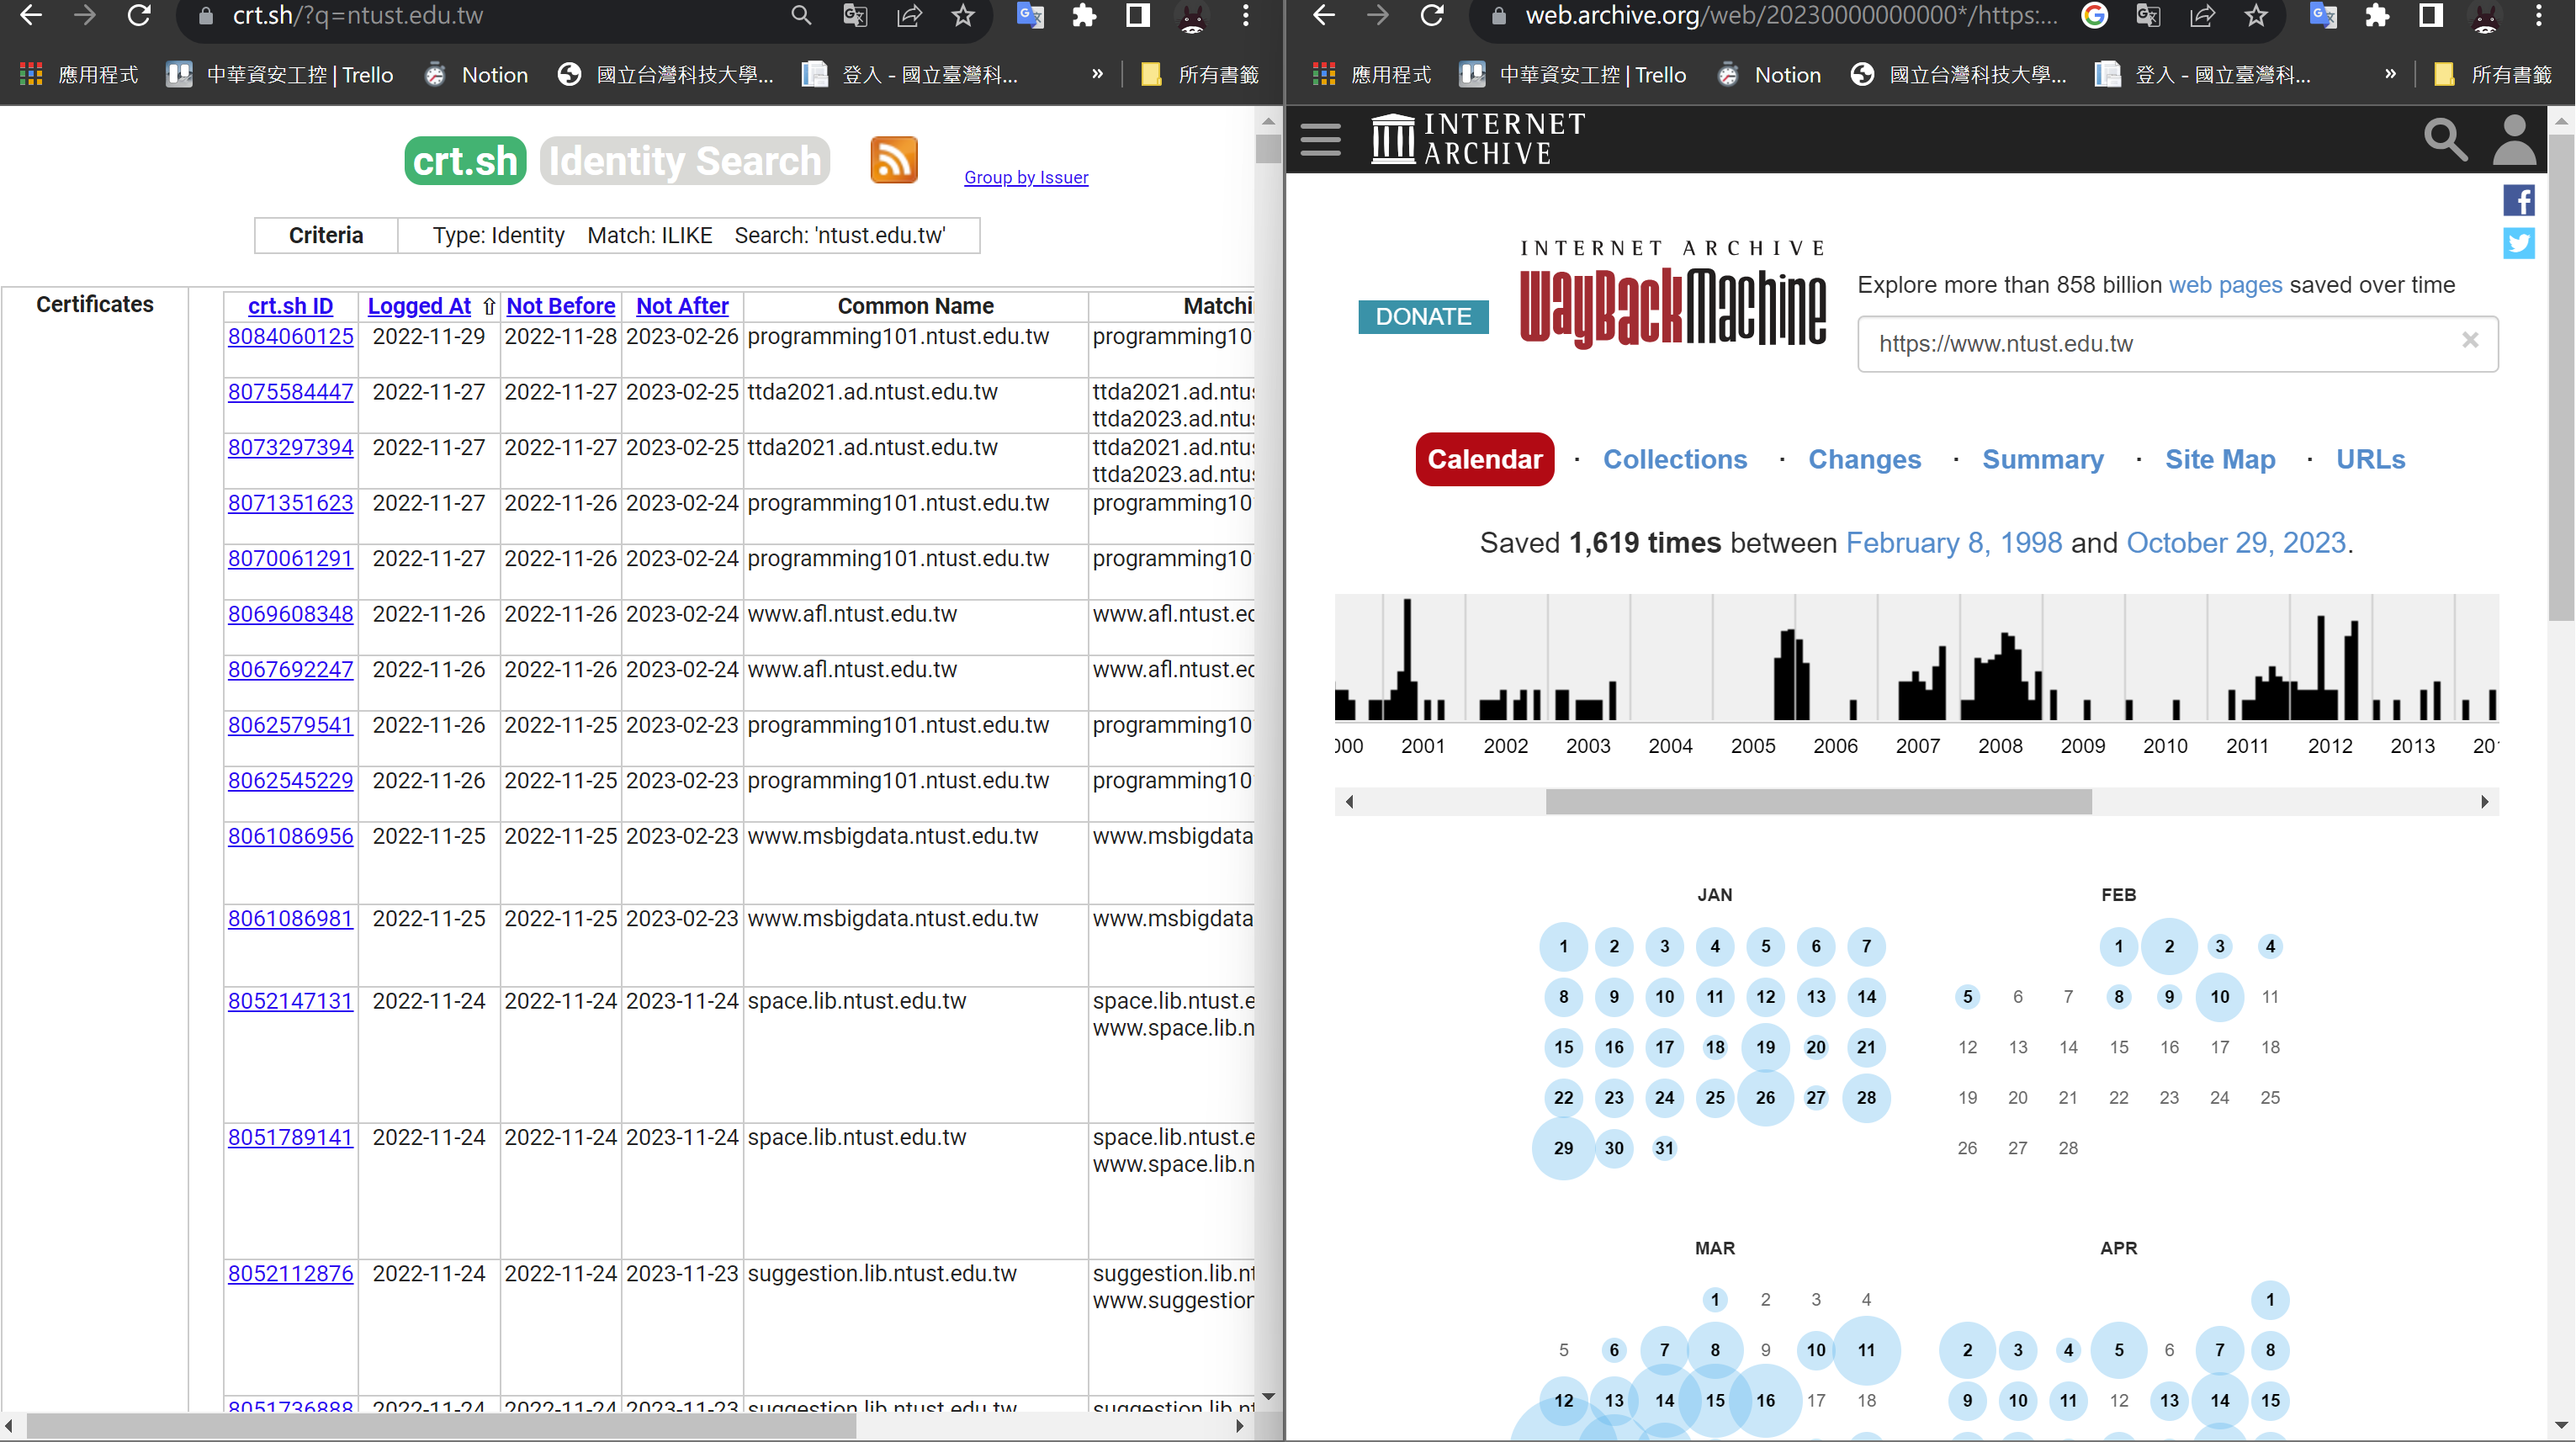 crt.sh/?q=ntust.edu.tw
應用程式 中華資安工控 | Trello Notion 國立台灣科技大學... 登入 - 國立臺灣科... » 所有書籤
crt.sh Identity Search Group by Issuer
Criteria Type: Identity Match: ILIKE Search: 'ntust.edu.tw'
Certificates
crt.sh ID Logged At ⇧ Not Before Not After Common Name Matchi
8084060125 2022-11-29 2022-11-28 2023-02-26 programming101.ntust.edu.tw programming10
8075584447 2022-11-27 2022-11-27 2023-02-25 ttda2021.ad.ntust.edu.tw ttda2021.ad.ntus
ttda2023.ad.ntus
8073297394 2022-11-27 2022-11-27 2023-02-25 ttda2021.ad.ntust.edu.tw ttda2021.ad.ntus
ttda2023.ad.ntus
8071351623 2022-11-27 2022-11-26 2023-02-24 programming101.ntust.edu.tw programming10
8070061291 2022-11-27 2022-11-26 2023-02-24 programming101.ntust.edu.tw programming10
8069608348 2022-11-26 2022-11-26 2023-02-24 www.afl.ntust.edu.tw www.afl.ntust.ec
8067692247 2022-11-26 2022-11-26 2023-02-24 www.afl.ntust.edu.tw www.afl.ntust.ec
8062579541 2022-11-26 2022-11-25 2023-02-23 programming101.ntust.edu.tw programming10
8062545229 2022-11-26 2022-11-25 2023-02-23 programming101.ntust.edu.tw programming10
8061086956 2022-11-25 2022-11-25 2023-02-23 www.msbigdata.ntust.edu.tw www.msbigdata
8061086981 2022-11-25 2022-11-25 2023-02-23 www.msbigdata.ntust.edu.tw www.msbigdata
8052147131 2022-11-24 2022-11-24 2023-11-24 space.lib.ntust.edu.tw space.lib.ntust.e
www.space.lib.n
8051789141 2022-11-24 2022-11-24 2023-11-24 space.lib.ntust.edu.tw space.lib.ntust.e
www.space.lib.n
8052112876 2022-11-24 2022-11-24 2023-11-23 suggestion.lib.ntust.edu.tw suggestion.lib.nt
www.suggestion
8051736888 2022-11-24 2022-11-24 2023-11-23 suggestion.lib.ntust.edu.tw suggestion.lib.nt
web.archive.org/web/20230000000000*/https:...
應用程式 中華資安工控 | Trello Notion 國立台灣科技大學... 登入 - 國立臺灣科... » 所有書籤
INTERNET
ARCHIVE
INTERNET ARCHIVE
WayBackMachine
DONATE
Explore more than 858 billion web pages saved over time
https://www.ntust.edu.tw
Calendar · Collections · Changes · Summary · Site Map · URLs
Saved 1,619 times between February 8, 1998 and October 29, 2023.
000 2001 2002 2003 2004 2005 2006 2007 2008 2009 2010 2011 2012 2013 201
JAN
1 2 3 4 5 6 7
8 9 10 11 12 13 14
15 16 17 18 19 20 21
22 23 24 25 26 27 28
29 30 31
FEB
1 2 3 4
5 6 7 8 9 10 11
12 13 14 15 16 17 18
19 20 21 22 23 24 25
26 27 28
MAR
1 2 3 4
5 6 7 8 9 10 11
12 13 14 15 16 17 18
APR
1
2 3 4 5 6 7 8
9 10 11 12 13 14 15